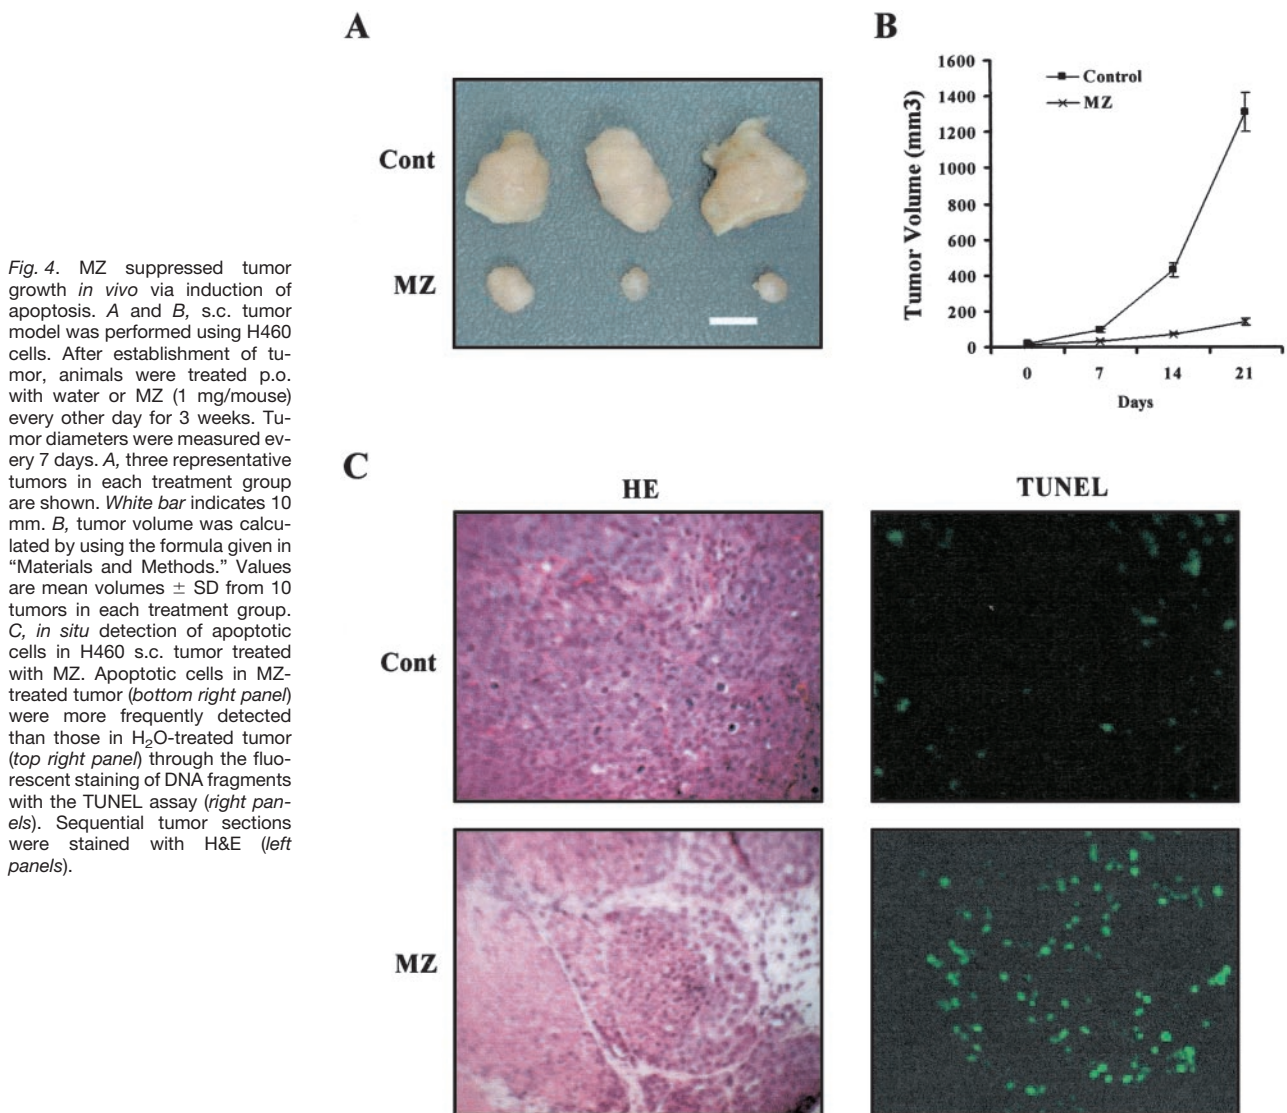 A
Cont
MZ
B
Tumor Volume (mm3)
1600
1400
1200
1000
800
600
400
200
0
Control
MZ
0 7 14 21
Days
Fig. 4. MZ suppressed tumor
growth in vivo via induction of
apoptosis. A and B, s.c. tumor
model was performed using H460
cells. After establishment of tu-
mor, animals were treated p.o.
with water or MZ (1 mg/mouse)
every other day for 3 weeks. Tu-
mor diameters were measured ev-
ery 7 days. A, three representative
tumors in each treatment group
are shown. White bar indicates 10
mm. B, tumor volume was calcu-
lated by using the formula given in
“Materials and Methods.” Values
are mean volumes ± SD from 10
tumors in each treatment group.
C, in situ detection of apoptotic
cells in H460 s.c. tumor treated
with MZ. Apoptotic cells in MZ-
treated tumor (bottom right panel)
were more frequently detected
than those in H₂O-treated tumor
(top right panel) through the fluo-
rescent staining of DNA fragments
with the TUNEL assay (right pan-
els). Sequential tumor sections
were stained with H&E (left
panels).
C
HE TUNEL
Cont
MZ